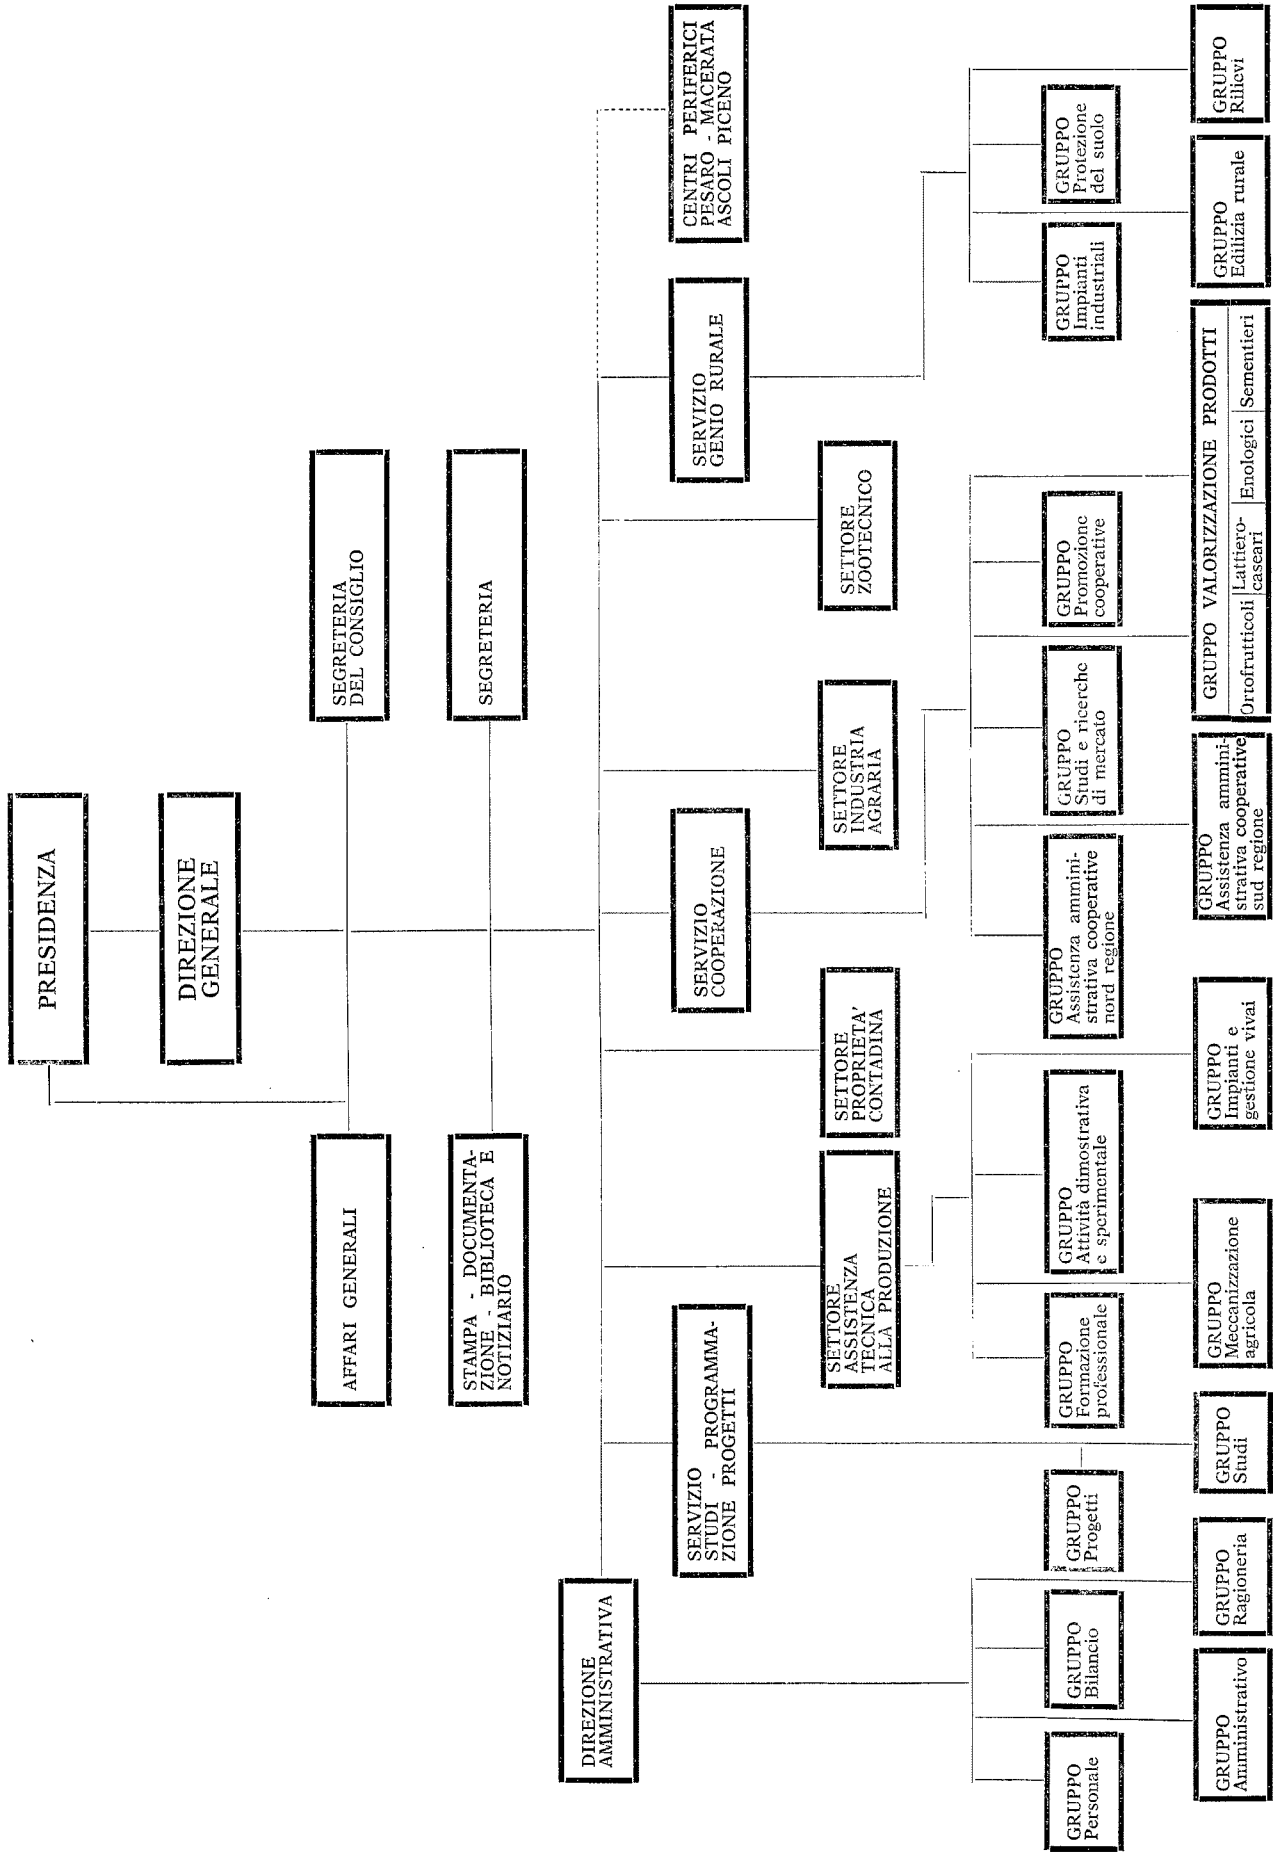 PRESIDENZA
DIREZIONE
GENERALE
AFFARI GENERALI
SEGRETERIA
DEL CONSIGLIO
STAMPA - DOCUMENTA-
ZIONE - BIBLIOTECA E
NOTIZIARIO
SEGRETERIA
DIREZIONE
AMMINISTRATIVA
SERVIZIO
STUDI - PROGRAMMA-
ZIONE PROGETTI
SERVIZIO
COOPERAZIONE
SERVIZIO
GENIO RURALE
CENTRI PERIFERICI
PESARO - MACERATA
ASCOLI PICENO
SETTORE
ASSISTENZA
TECNICA
ALLA PRODUZIONE
SETTORE
PROPRIETA'
CONTADINA
SETTORE
INDUSTRIA
AGRARIA
SETTORE
ZOOTECNICO
GRUPPO
Personale
GRUPPO
Bilancio
GRUPPO
Progetti
GRUPPO
Formazione
professionale
GRUPPO
Attività dimostrativa
e sperimentale
GRUPPO
Assistenza ammini-
strativa cooperative
nord regione
GRUPPO
Studi e ricerche
di mercato
GRUPPO
Promozione
cooperative
GRUPPO
Impianti
industriali
GRUPPO
Protezione
del suolo
GRUPPO
Amministrativo
GRUPPO
Ragioneria
GRUPPO
Studi
GRUPPO
Meccanizzazione
agricola
GRUPPO
Impianti e
gestione vivai
GRUPPO
Assistenza ammini-
strativa cooperative
sud regione
GRUPPO VALORIZZAZIONE PRODOTTI
Ortofrutticoli
Lattiero-
caseari
Enologici
Sementieri
GRUPPO
Edilizia rurale
GRUPPO
Rilievi